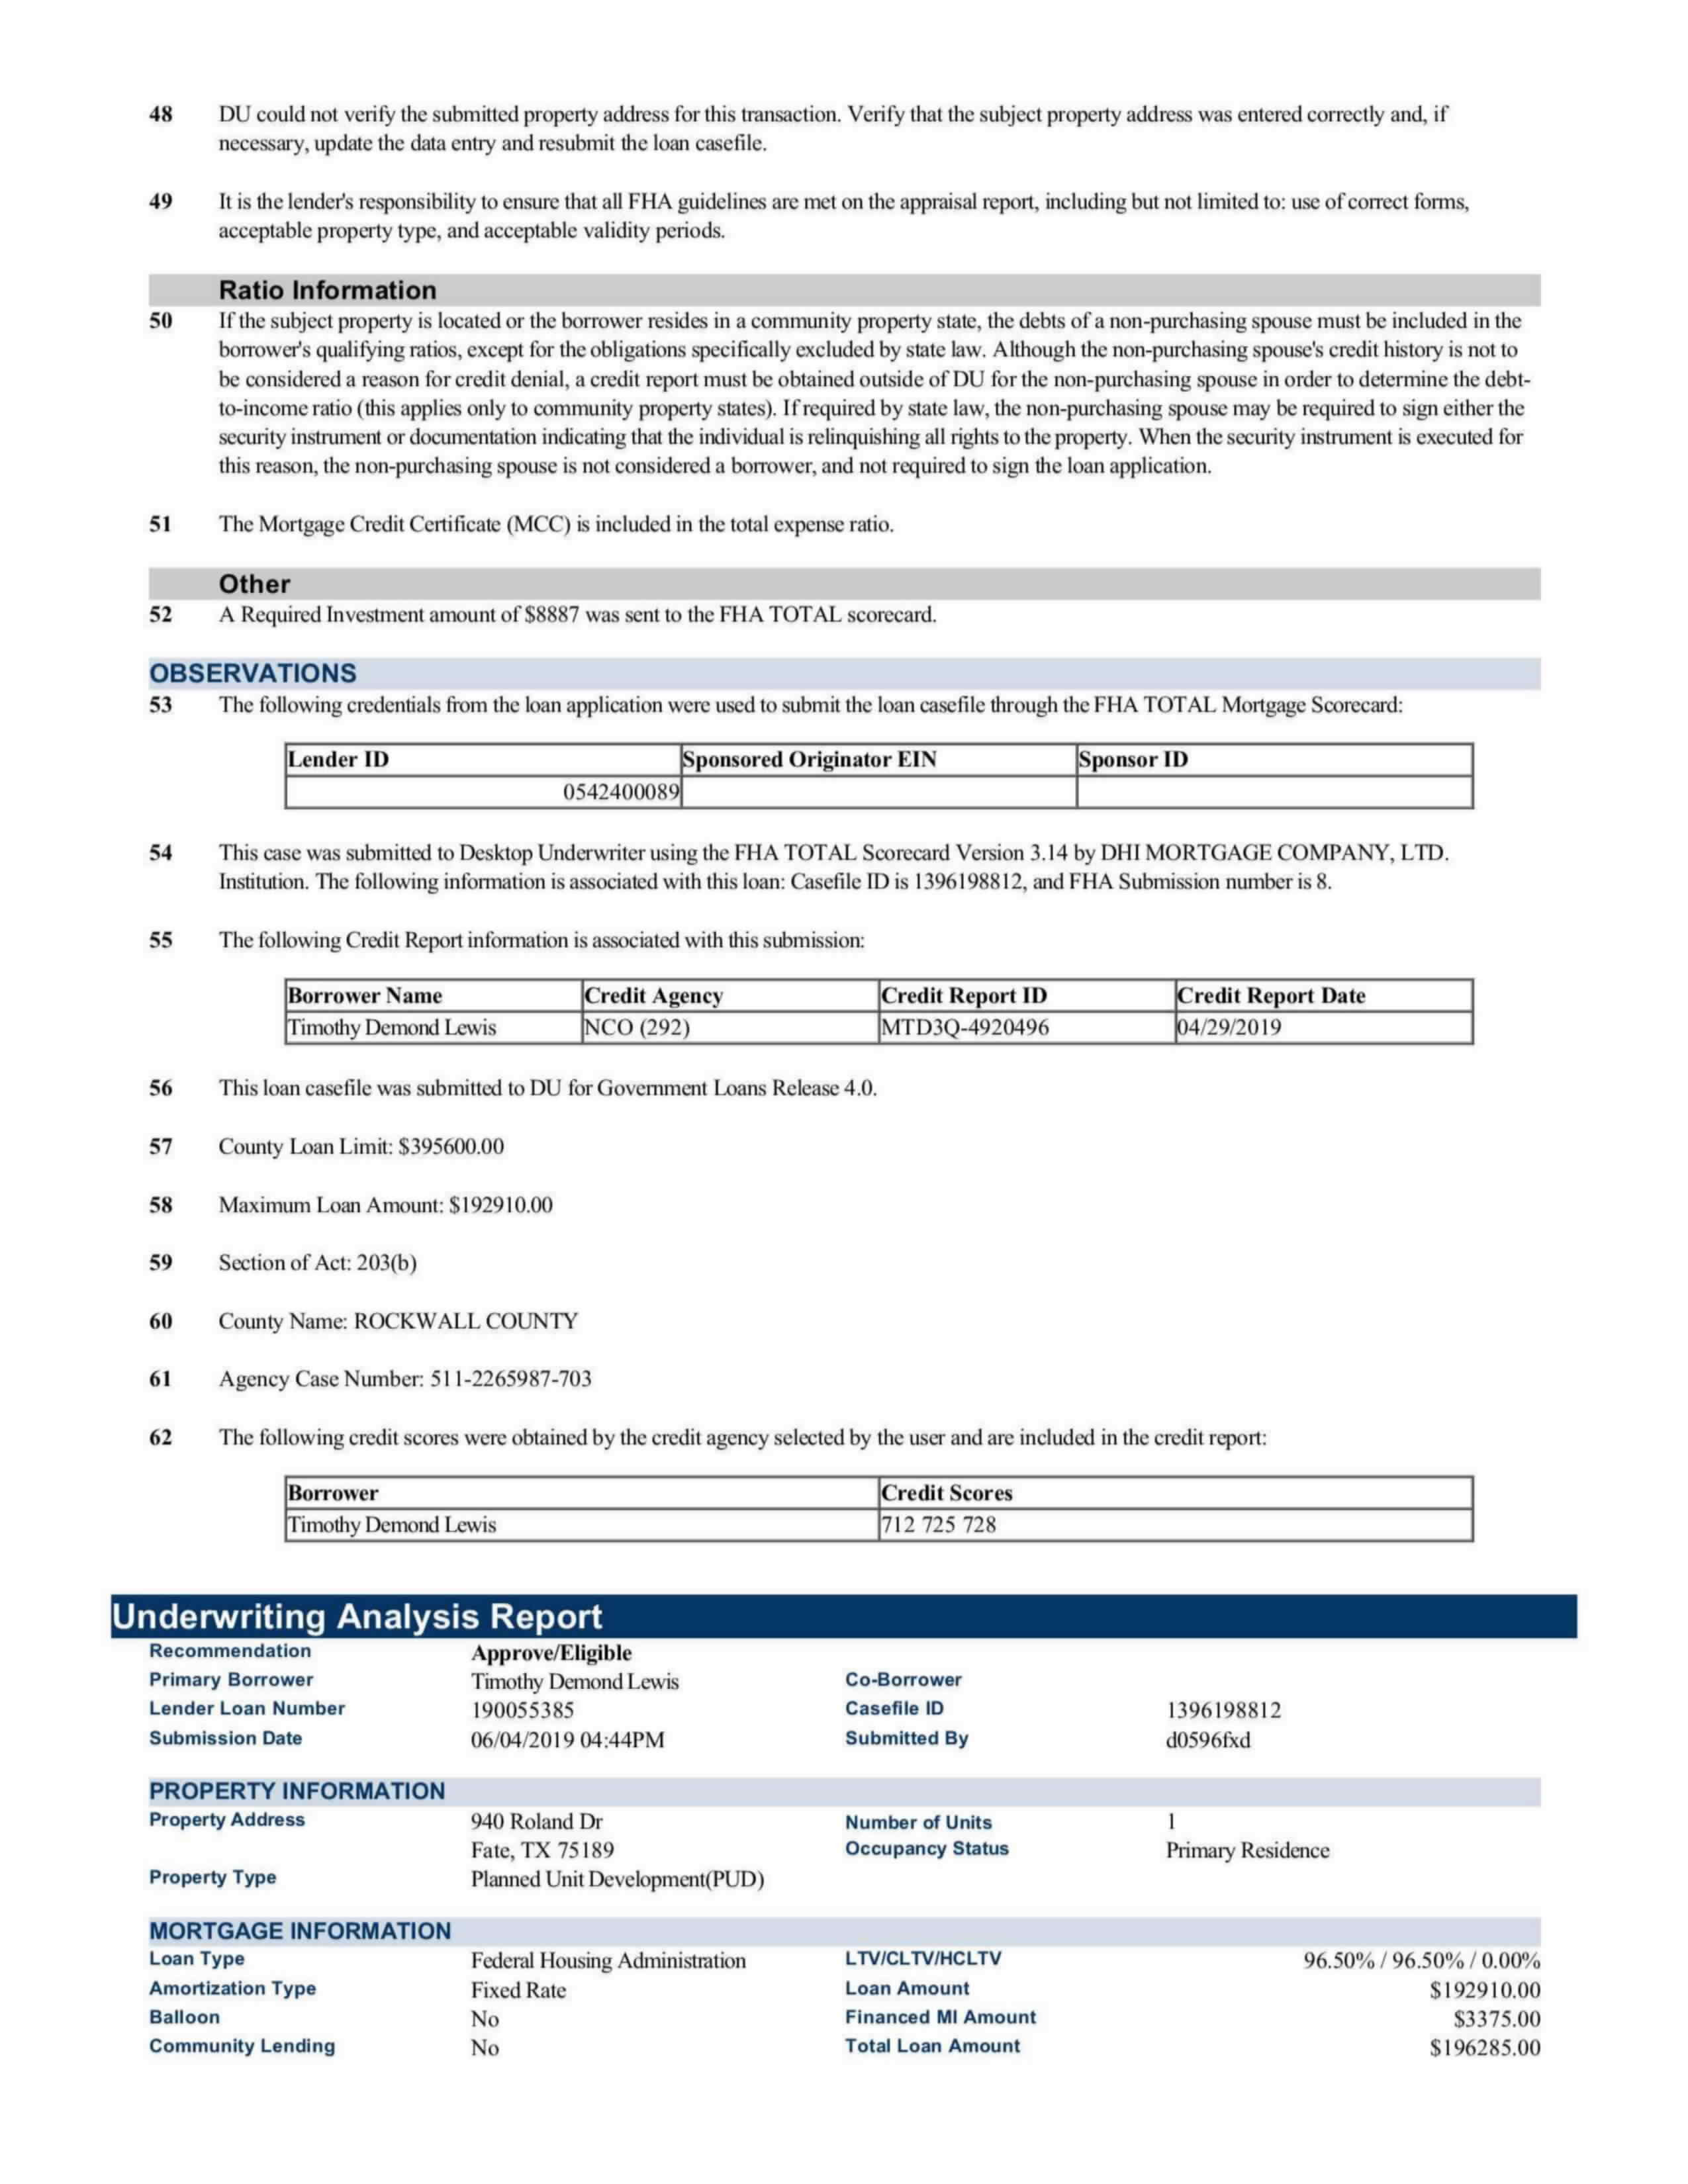 48 DU could not verify the submitted property address for this transaction. Verify that the subject property address was entered correctly and, if
necessary, update the data entry and resubmit the loan casefile.
49 It is the lender's responsibility to ensure that all FHA guidelines are met on the appraisal report, including but not limited to: use of correct forms,
acceptable property type, and acceptable validity periods.
Ratio Information
50 If the subject property is located or the borrower resides in a community property state, the debts of a non-purchasing spouse must be included in the
borrower's qualifying ratios, except for the obligations specifically excluded by state law. Although the non-purchasing spouse's credit history is not to
be considered a reason for credit denial, a credit report must be obtained outside of DU for the non-purchasing spouse in order to determine the debt-
to-income ratio (this applies only to community property states). If required by state law, the non-purchasing spouse may be required to sign either the
security instrument or documentation indicating that the individual is relinquishing all rights to the property. When the security instrument is executed for
this reason, the non-purchasing spouse is not considered a borrower, and not required to sign the loan application.
51 The Mortgage Credit Certificate (MCC) is included in the total expense ratio.
Other
52 A Required Investment amount of $8887 was sent to the FHA TOTAL scorecard.
OBSERVATIONS
53 The following credentials from the loan application were used to submit the loan casefile through the FHA TOTAL Mortgage Scorecard:
Lender ID Sponsored Originator EIN Sponsor ID
0542400089
54 This case was submitted to Desktop Underwriter using the FHA TOTAL Scorecard Version 3.14 by DHI MORTGAGE COMPANY, LTD.
Institution. The following information is associated with this loan: Casefile ID is 1396198812, and FHA Submission number is 8.
55 The following Credit Report information is associated with this submission:
Borrower Name Credit Agency Credit Report ID Credit Report Date
Timothy Demond Lewis NCO (292) MTD3Q-4920496 04/29/2019
56 This loan casefile was submitted to DU for Government Loans Release 4.0.
57 County Loan Limit: $395600.00
58 Maximum Loan Amount: $192910.00
59 Section of Act: 203(b)
60 County Name: ROCKWALL COUNTY
61 Agency Case Number: 511-2265987-703
62 The following credit scores were obtained by the credit agency selected by the user and are included in the credit report:
Borrower Credit Scores
Timothy Demond Lewis 712 725 728
Underwriting Analysis Report
Recommendation Approve/Eligible
Primary Borrower Timothy Demond Lewis Co-Borrower
Lender Loan Number 190055385 Casefile ID 1396198812
Submission Date 06/04/2019 04:44PM Submitted By d0596fxd
PROPERTY INFORMATION
Property Address 940 Roland Dr Number of Units 1
Fate, TX 75189 Occupancy Status Primary Residence
Property Type Planned Unit Development(PUD)
MORTGAGE INFORMATION
Loan Type Federal Housing Administration LTV/CLTV/HCLTV 96.50% / 96.50% / 0.00%
Amortization Type Fixed Rate Loan Amount $192910.00
Balloon No Financed MI Amount $3375.00
Community Lending No Total Loan Amount $196285.00